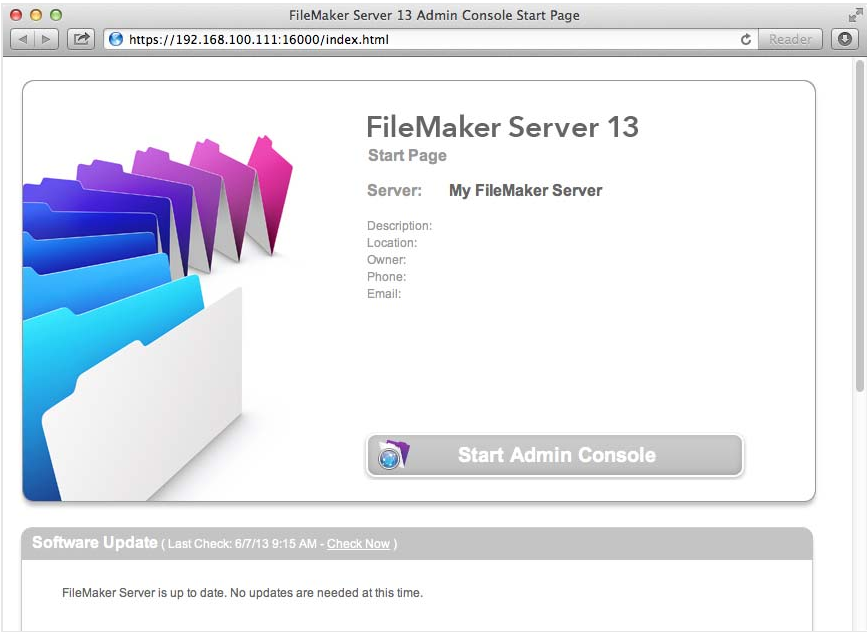 FileMaker Server 13 Admin Console Start Page
https://192.168.100.111:16000/index.html
Reader
FileMaker Server 13
Start Page
Server: My FileMaker Server
Description:
Location:
Owner:
Phone:
Email:
Start Admin Console
Software Update ( Last Check: 6/7/13 9:15 AM - Check Now )
FileMaker Server is up to date. No updates are needed at this time.